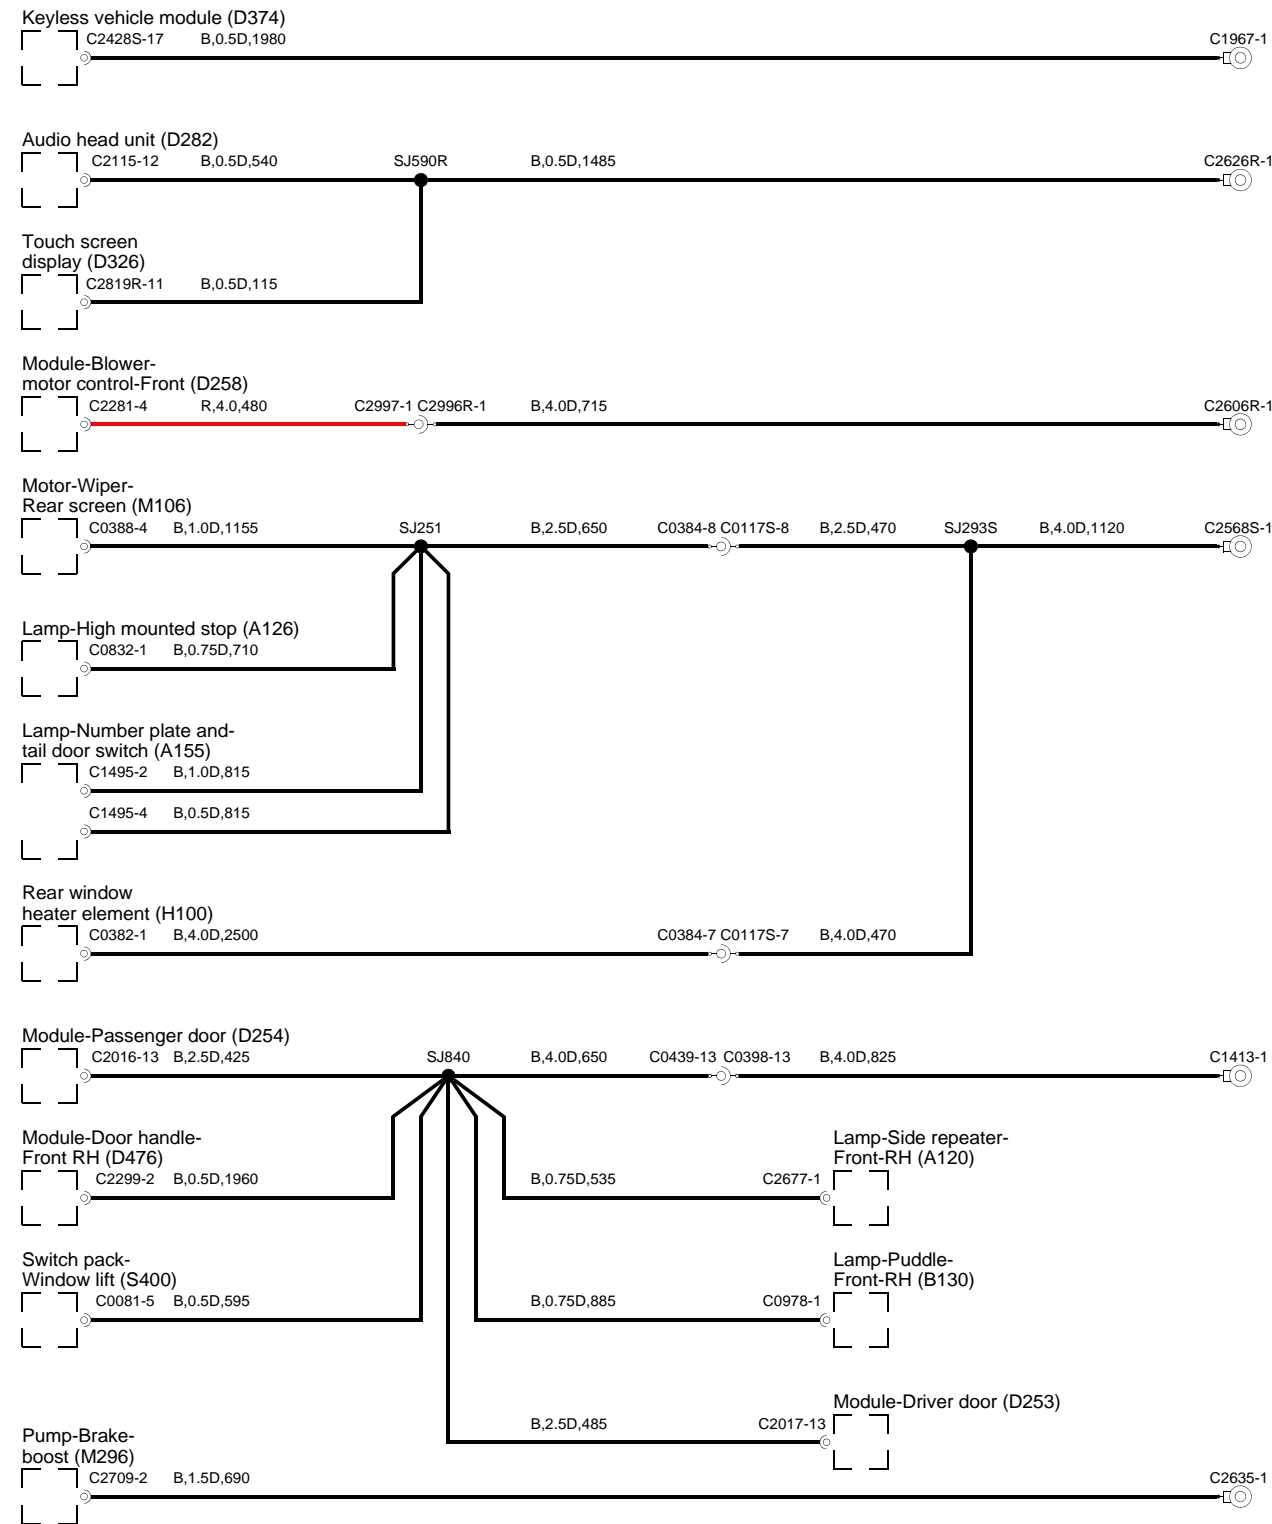 Keyless vehicle module (D374)
C2428S-17 B,0.5D,1980 C1967-1
Audio head unit (D282)
C2115-12 B,0.5D,540 SJ590R B,0.5D,1485 C2626R-1
Touch screen
display (D326)
C2819R-11 B,0.5D,115
Module-Blower-
motor control-Front (D258)
C2281-4 R,4.0,480 C2997-1 C2996R-1 B,4.0D,715 C2606R-1
Motor-Wiper-
Rear screen (M106)
C0388-4 B,1.0D,1155 SJ251 B,2.5D,650 C0384-8 C0117S-8 B,2.5D,470 SJ293S B,4.0D,1120 C2568S-1
Lamp-High mounted stop (A126)
C0832-1 B,0.75D,710
Lamp-Number plate and-
tail door switch (A155)
C1495-2 B,1.0D,815
C1495-4 B,0.5D,815
Rear window
heater element (H100)
C0382-1 B,4.0D,2500 C0384-7 C0117S-7 B,4.0D,470
Module-Passenger door (D254)
C2016-13 B,2.5D,425 SJ840 B,4.0D,650 C0439-13 C0398-13 B,4.0D,825 C1413-1
Module-Door handle-
Front RH (D476)
C2299-2 B,0.5D,1960
Lamp-Side repeater-
Front-RH (A120)
B,0.75D,535 C2677-1
Switch pack-
Window lift (S400)
C0081-5 B,0.5D,595
Lamp-Puddle-
Front-RH (B130)
B,0.75D,885 C0978-1
Module-Driver door (D253)
B,2.5D,485 C2017-13
Pump-Brake-
boost (M296)
C2709-2 B,1.5D,690 C2635-1